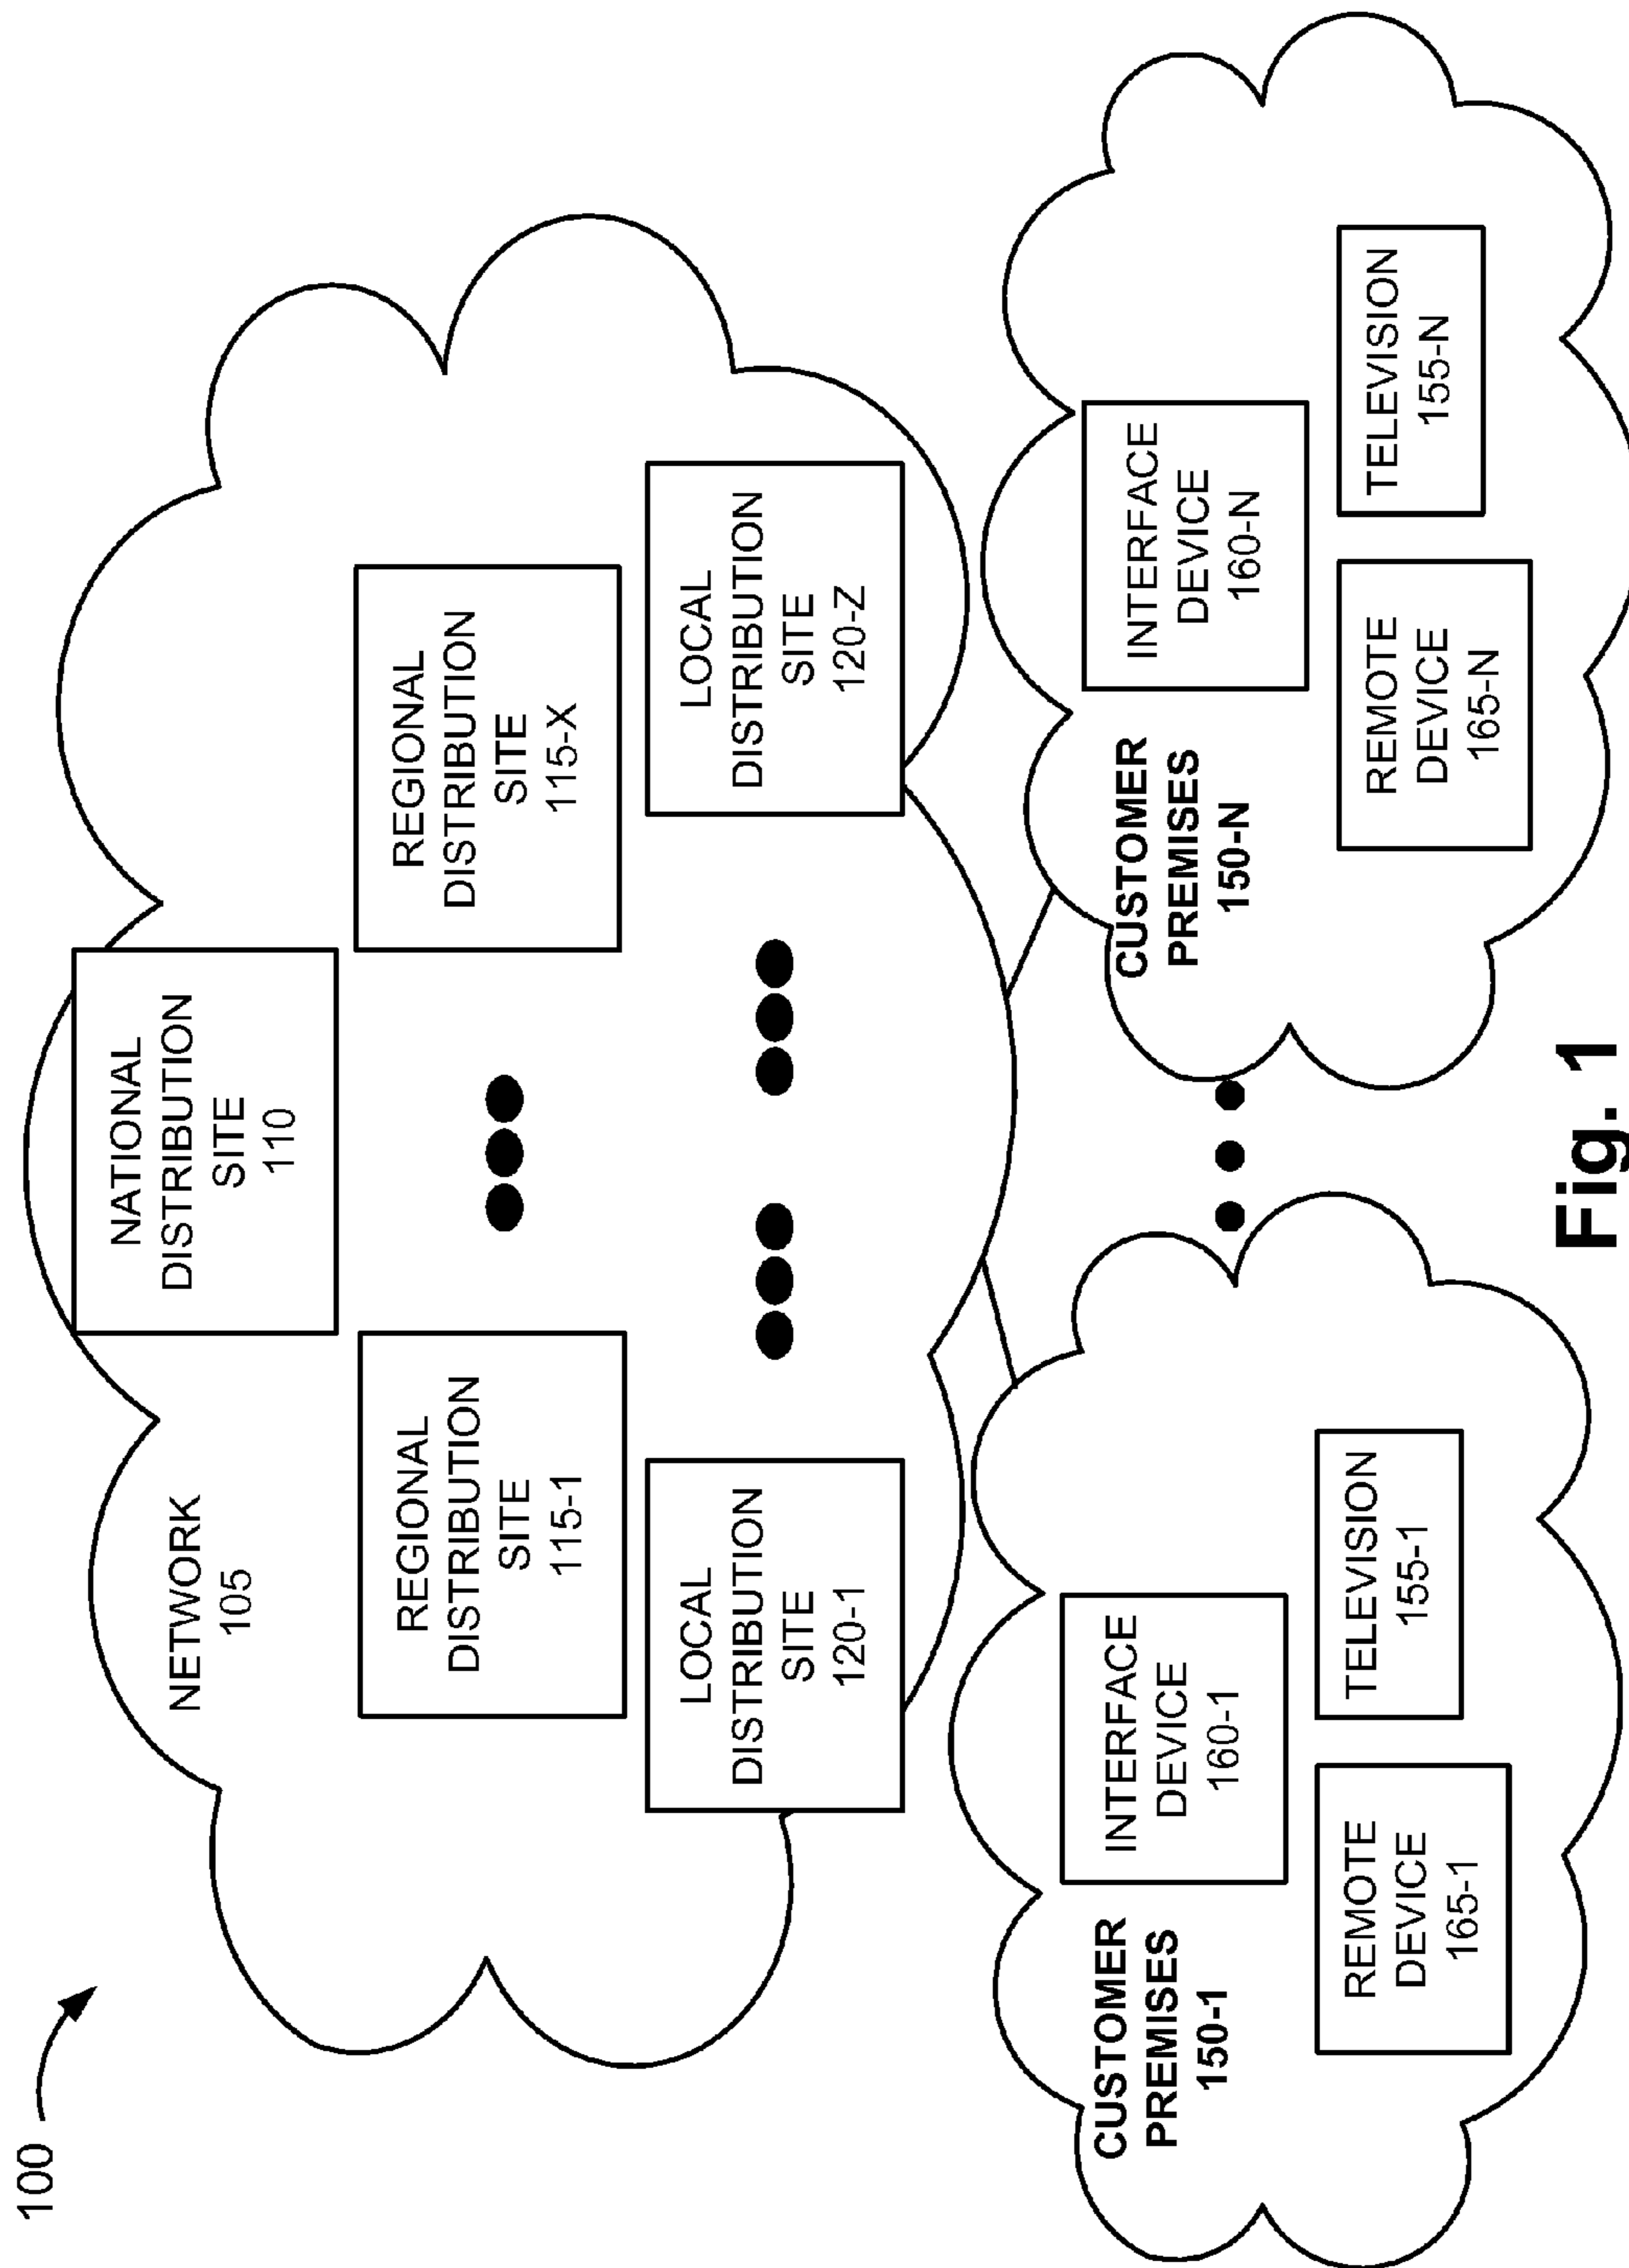 100
NETWORK
105
NATIONAL
DISTRIBUTION
SITE
110
REGIONAL
DISTRIBUTION
SITE
115-1
REGIONAL
DISTRIBUTION
SITE
115-X
LOCAL
DISTRIBUTION
SITE
120-1
LOCAL
DISTRIBUTION
SITE
120-Z
CUSTOMER
PREMISES
150-1
INTERFACE
DEVICE
160-1
REMOTE
DEVICE
165-1
TELEVISION
155-1
CUSTOMER
PREMISES
150-N
INTERFACE
DEVICE
160-N
REMOTE
DEVICE
165-N
TELEVISION
155-N
Fig. 1